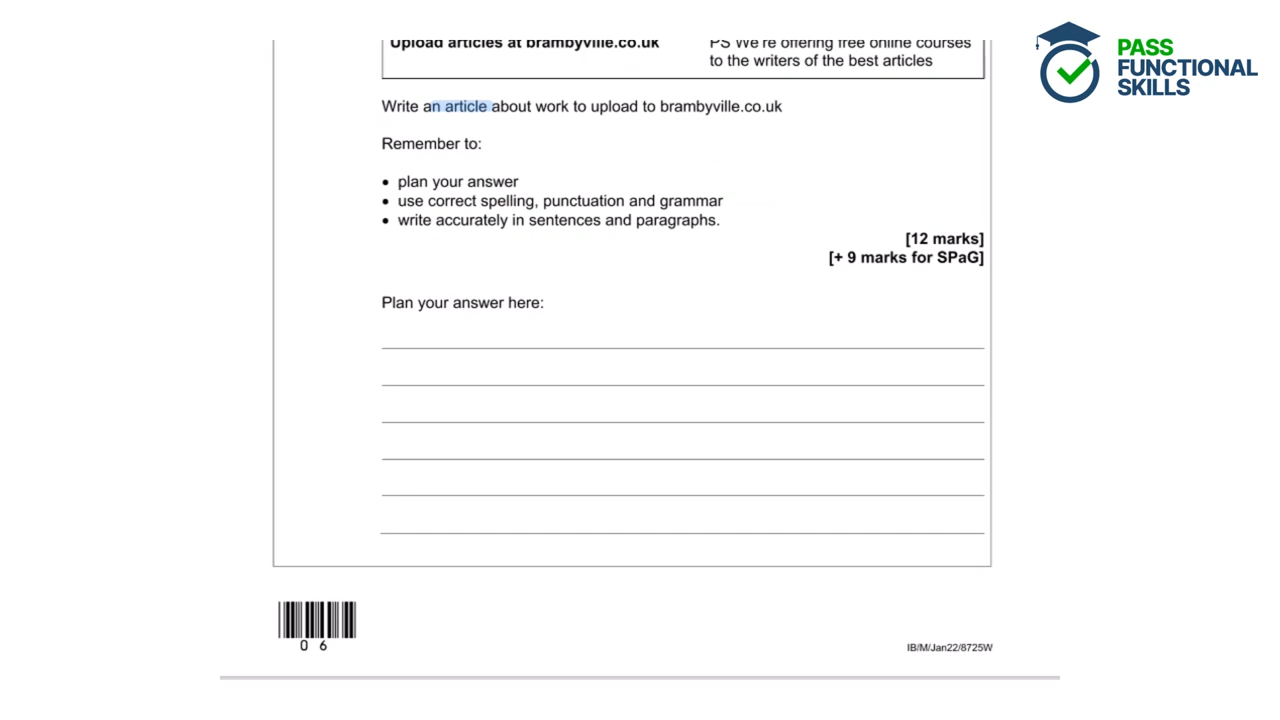 Upload articles at brambyville.co.uk
PS We're offering free online courses
to the writers of the best articles
PASS
FUNCTIONAL
SKILLS
Write an article about work to upload to brambyville.co.uk
Remember to:
• plan your answer
• use correct spelling, punctuation and grammar
• write accurately in sentences and paragraphs.
[12 marks]
[+ 9 marks for SPaG]
Plan your answer here:
0 6
IB/M/Jan22/8725W